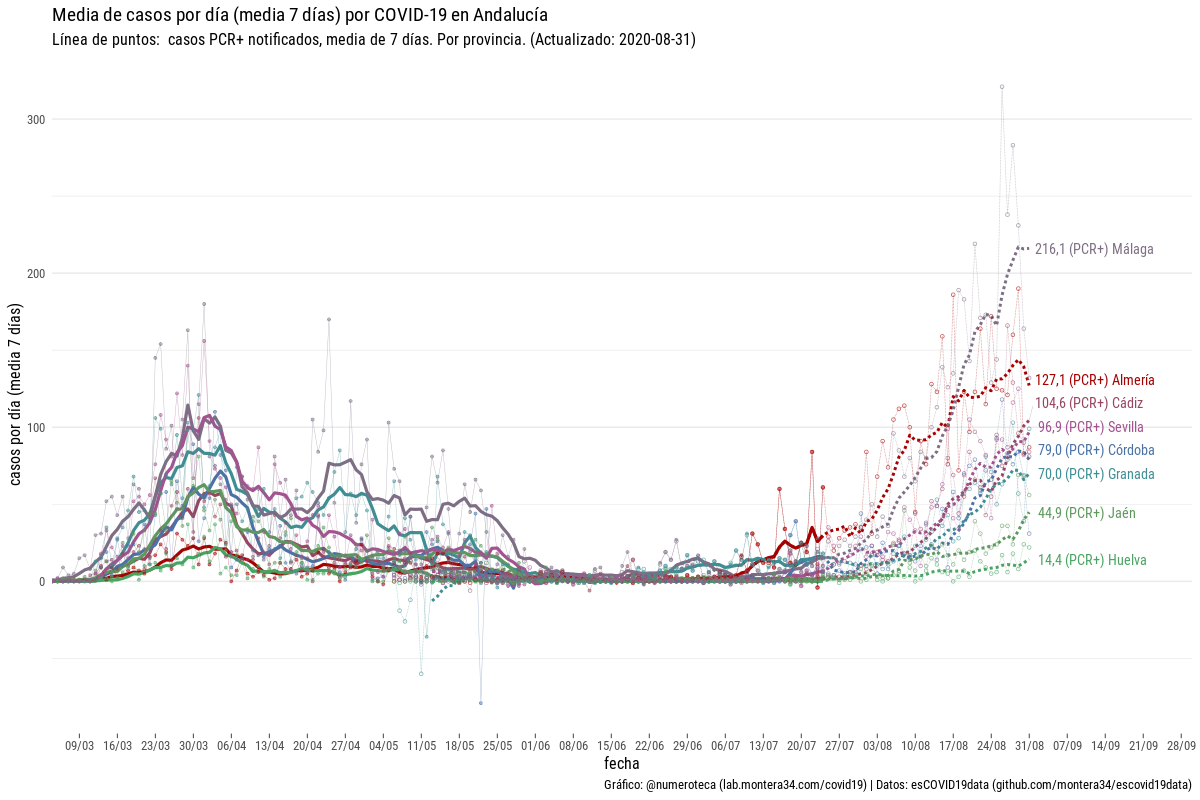 Media de casos por día (media 7 días) por COVID-19 en Andalucía
Línea de puntos:  casos PCR+ notificados, media de 7 días. Por provincia. (Actualizado: 2020-08-31)
casos por día (media 7 días)
300
200
100
0
216,1 (PCR+) Málaga
127,1 (PCR+) Almería
104,6 (PCR+) Cádiz
96,9 (PCR+) Sevilla
79,0 (PCR+) Córdoba
70,0 (PCR+) Granada
44,9 (PCR+) Jaén
14,4 (PCR+) Huelva
09/03 16/03 23/03 30/03 06/04 13/04 20/04 27/04 04/05 11/05 18/05 25/05 01/06 08/06 15/06 22/06 29/06 06/07 13/07 20/07 27/07 03/08 10/08 17/08 24/08 31/08 07/09 14/09 21/09 28/09
fecha
Gráfico: @numeroteca (lab.montera34.com/covid19) | Datos: esCOVID19data (github.com/montera34/escovid19data)